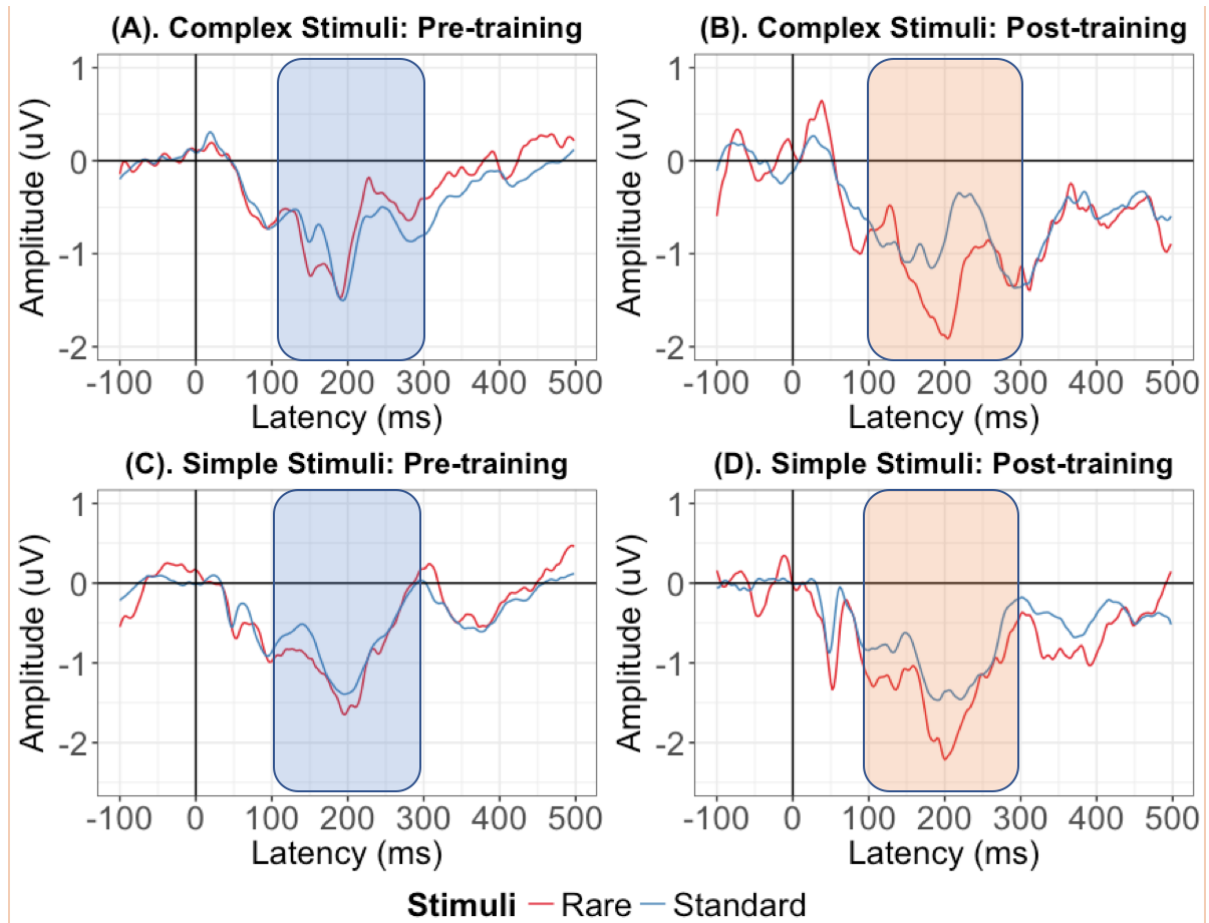 (A). Complex Stimuli: Pre-training
1
0
-1
-2
Amplitude (uV)
-100 0 100 200 300 400 500
Latency (ms)
(B). Complex Stimuli: Post-training
1
0
-1
-2
Amplitude (uV)
-100 0 100 200 300 400 500
Latency (ms)
(C). Simple Stimuli: Pre-training
1
0
-1
-2
Amplitude (uV)
-100 0 100 200 300 400 500
Latency (ms)
(D). Simple Stimuli: Post-training
1
0
-1
-2
Amplitude (uV)
-100 0 100 200 300 400 500
Latency (ms)
Stimuli Rare Standard